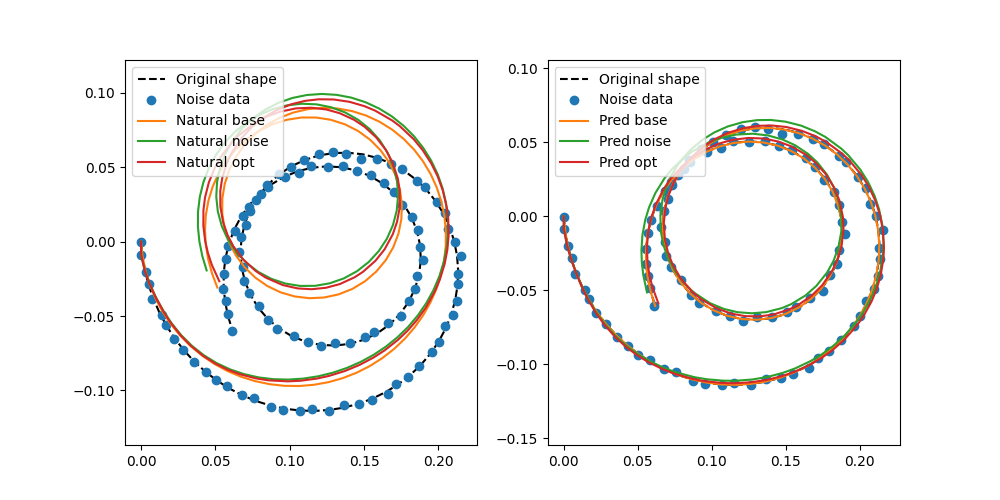 Original shape
Noise data
Natural base
Natural noise
Natural opt
0.10
0.05
0.00
−0.05
−0.10
0.00
0.05
0.10
0.15
0.20
Original shape
Noise data
Pred base
Pred noise
Pred opt
0.10
0.05
0.00
−0.05
−0.10
−0.15
0.00
0.05
0.10
0.15
0.20